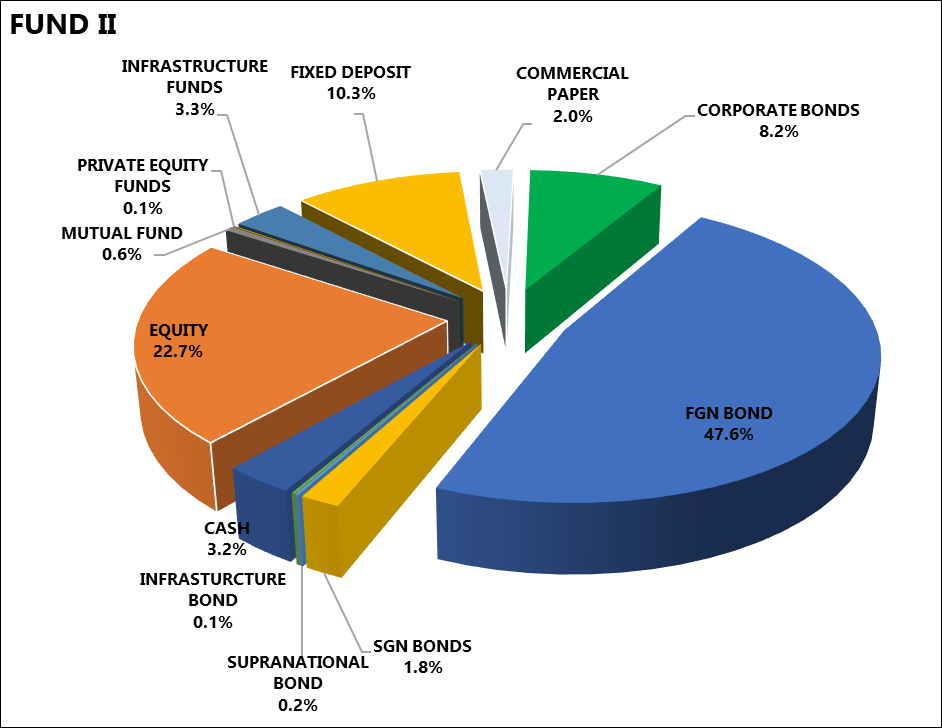 FUND II
INFRASTRUCTURE
FUNDS
3.3%
FIXED DEPOSIT
10.3%
COMMERCIAL
PAPER
2.0%
CORPORATE BONDS
8.2%
PRIVATE EQUITY
FUNDS
0.1%
MUTUAL FUND
0.6%
EQUITY
22.7%
FGN BOND
47.6%
CASH
3.2%
INFRASTURCTURE
BOND
0.1%
SUPRANATIONAL
BOND
0.2%
SGN BONDS
1.8%